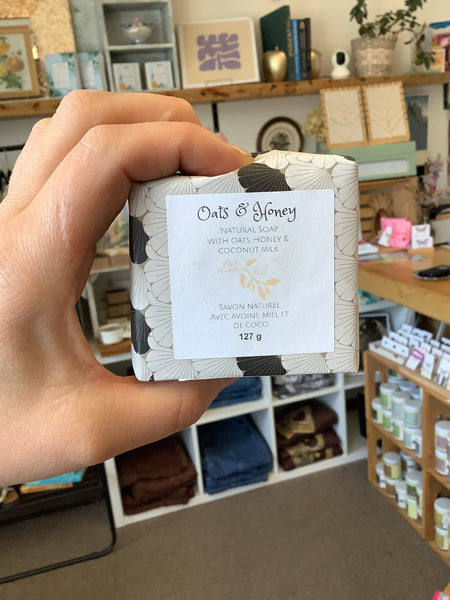 Oats & Honey
Natural Soap
with Oats, Honey &
Coconut Milk
Savon Naturel
Avec Avoine, Miel et
de Coco
127 g